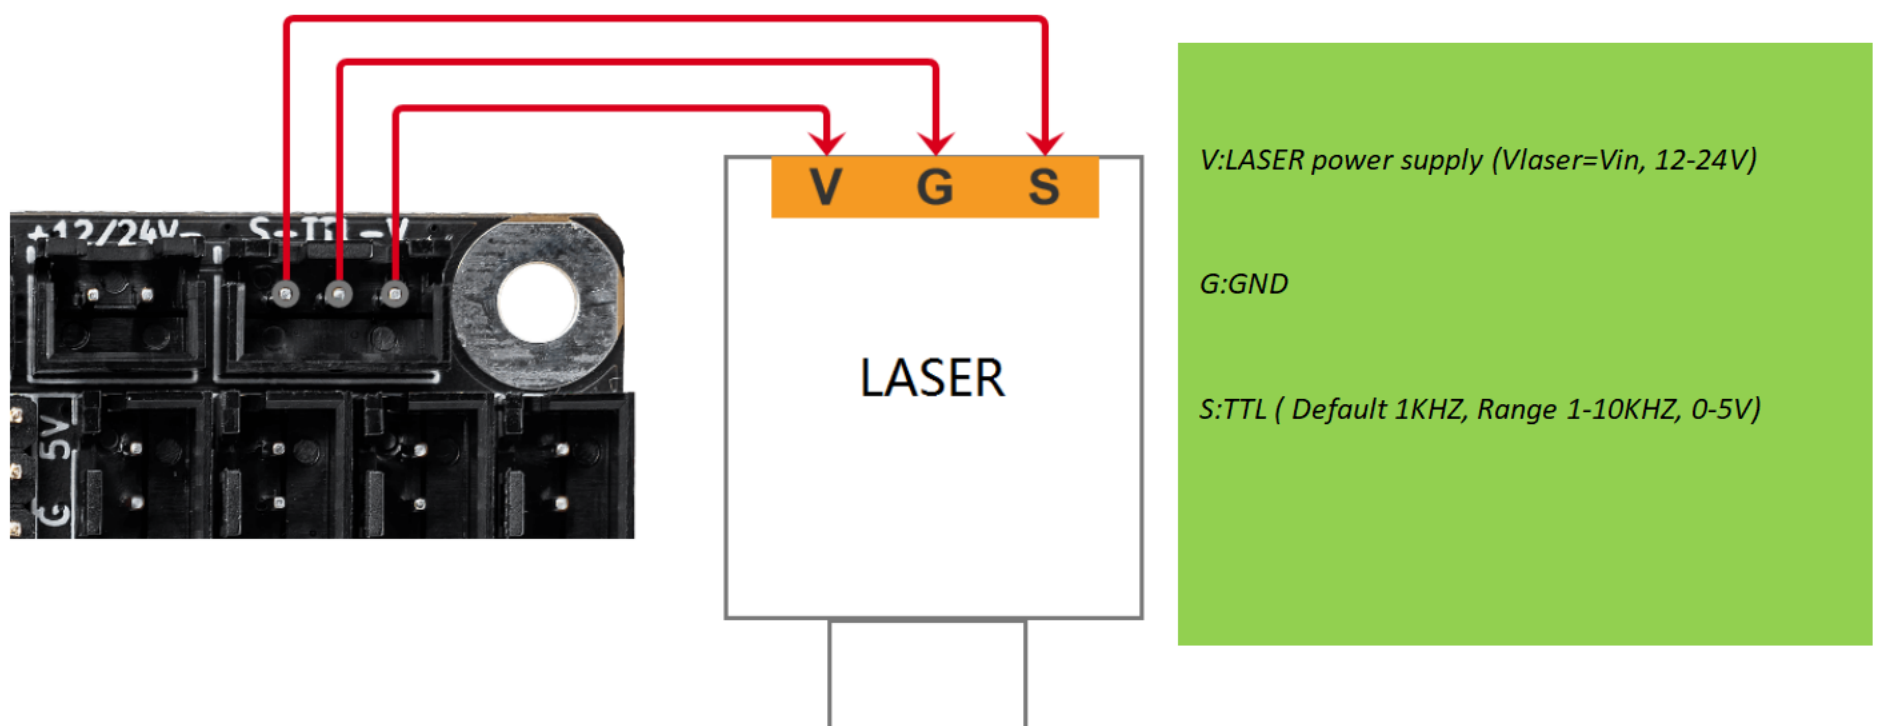 +12/24V-
S-TTL-V
5V
G
V G S
LASER
V:LASER power supply (Vlaser=Vin, 12-24V)
G:GND
S:TTL ( Default 1KHZ, Range 1-10KHZ, 0-5V)